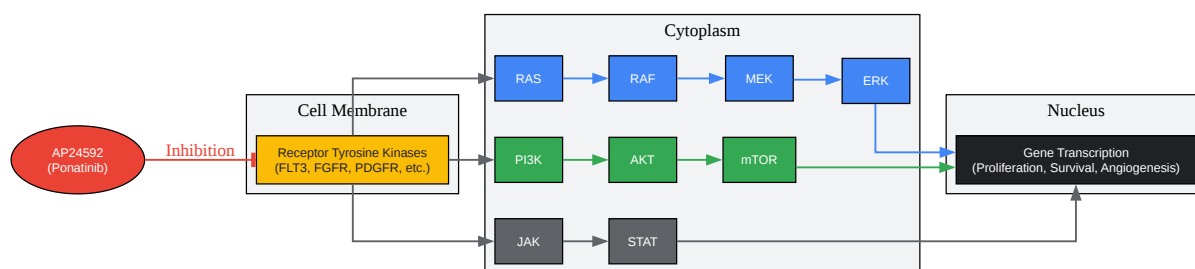 Cytoplasm
RAS
RAF
MEK
ERK
Cell Membrane
Nucleus
AP24592
(Ponatinib)
Inhibition
Receptor Tyrosine Kinases
(FLT3, FGFR, PDGFR, etc.)
PI3K
AKT
mTOR
Gene Transcription
(Proliferation, Survival, Angiogenesis)
JAK
STAT